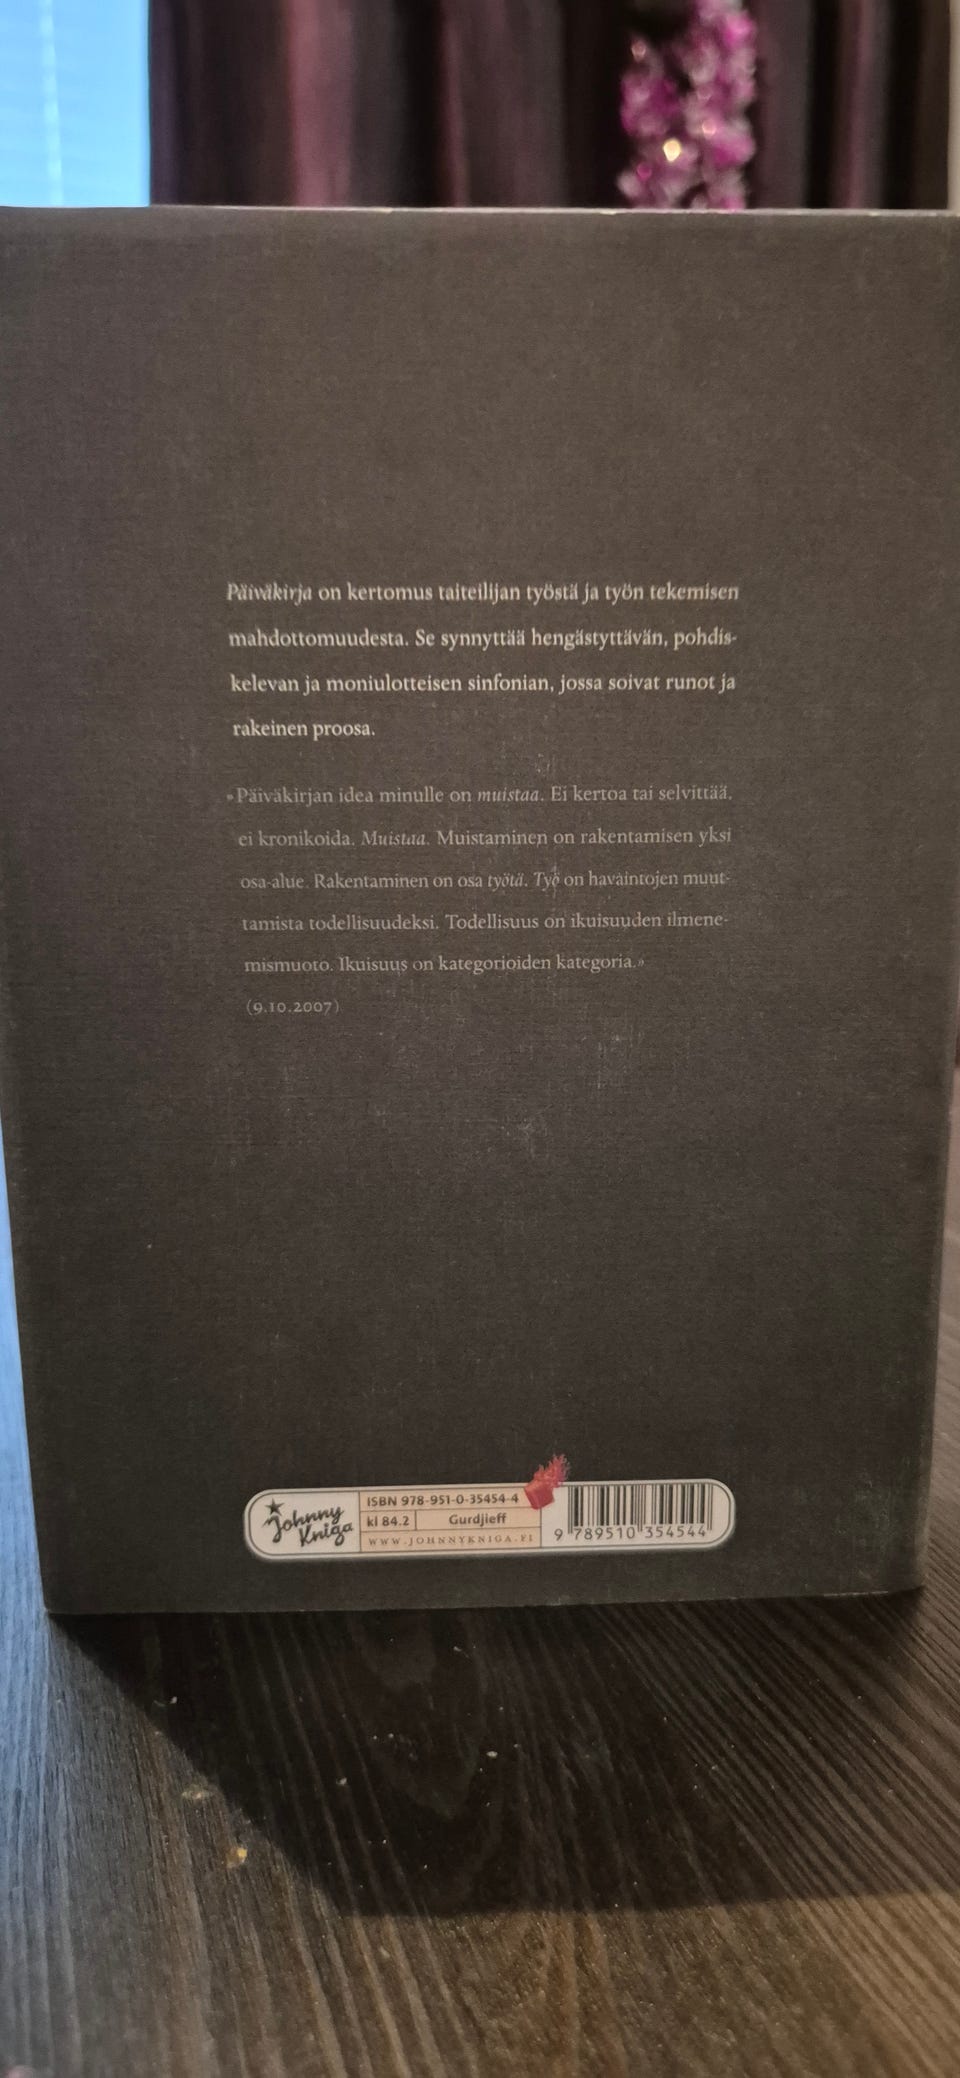 Päiväkirja on kertomus taiteilijan työstä ja työn tekemisen
mahdottomuudesta. Se synnyttää hengästyttävän, pohdis-
kelevan ja moniulotteisen sinfonian, jossa soivat runot ja
rakeinen proosa.
»Päiväkirjan idea minulle on muistaa. Ei kertoa tai selvittää,
ei kronikoida. Muistaa. Muistaminen on rakentamisen yksi
osa-alue. Rakentaminen on osa työtä. Työ on havaintojen muut-
tamista todellisuudeksi. Todellisuus on ikuisuuden ilmene-
mismuoto. Ikuisuus on kategorioiden kategoria.»
(9.10.2007)
Johnny
Kniga
ISBN 978-951-0-35454-4
kl 84.2 Gurdjieff
WWW.JOHNNYKNIGA.FI
9 789510 354544